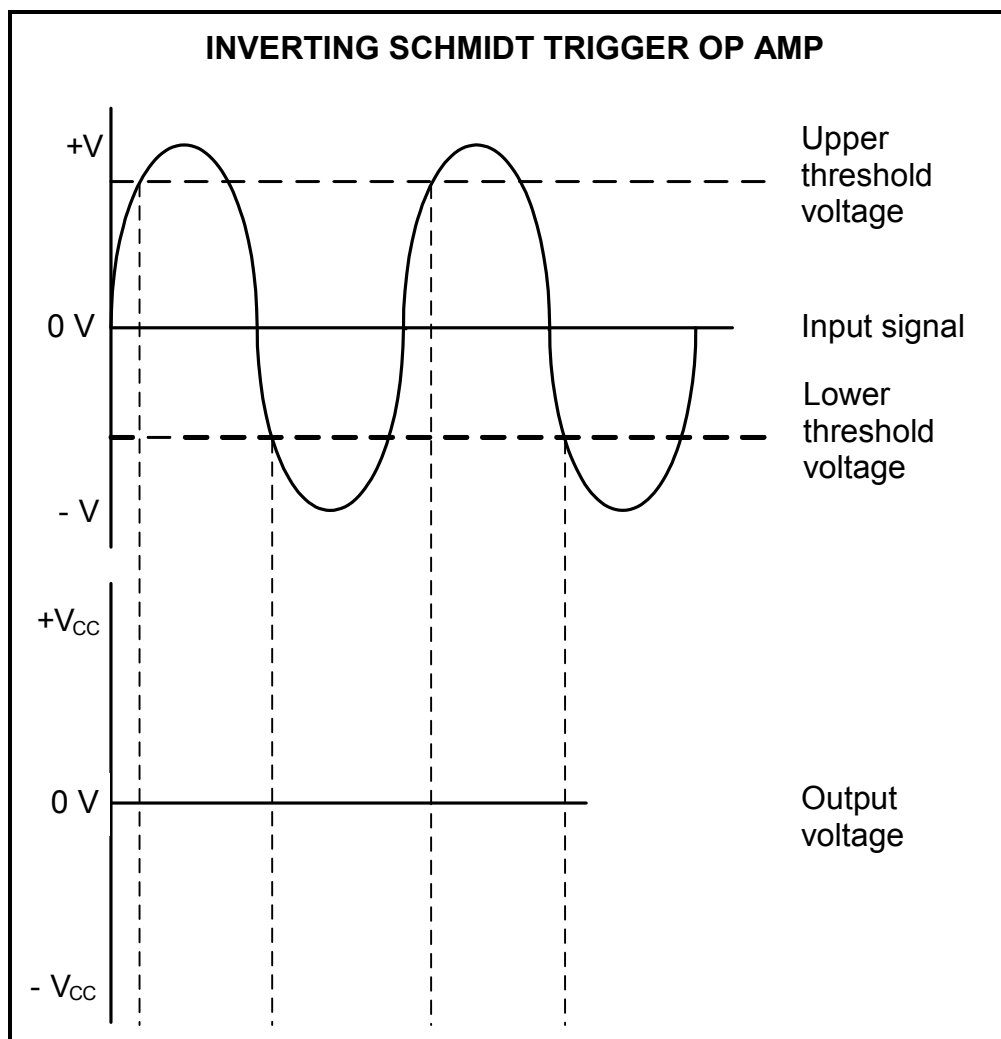 INVERTING SCHMIDT TRIGGER OP AMP
+V
Upper
threshold
voltage
0 V
Input signal
Lower
threshold
voltage
- V
+VCC
0 V
Output
voltage
- VCC